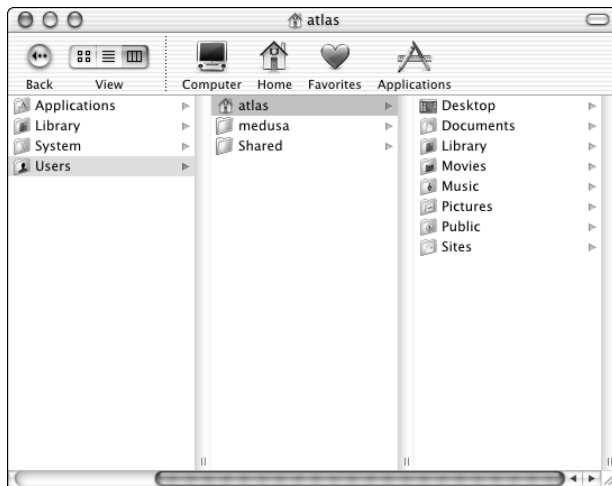 atlas
Back
View
Computer
Home
Favorites
Applications
Applications
Library
System
Users
atlas
medusa
Shared
Desktop
Documents
Library
Movies
Music
Pictures
Public
Sites